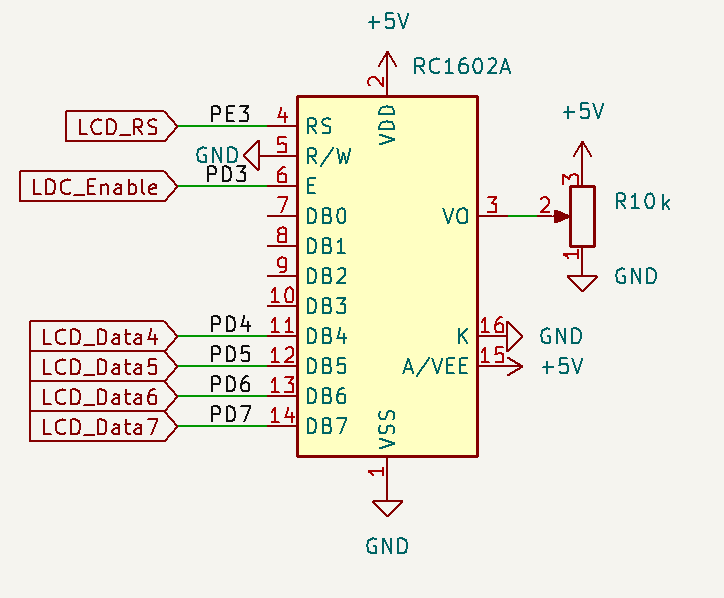 +5V
RC1602A
2
VDD
+5V
LCD_RS PE3 4 RS
GND 5 R/W
3
LDC_Enable PD3 6 E
R10k
7 DB0
VO 3 2
8 DB1
1
9 DB2
GND
10 DB3
LCD_Data4 PD4 11 DB4
K 16 GND
LCD_Data5 PD5 12 DB5
A/VEE 15 +5V
LCD_Data6 PD6 13 DB6
LCD_Data7 PD7 14 DB7
VSS
1
GND